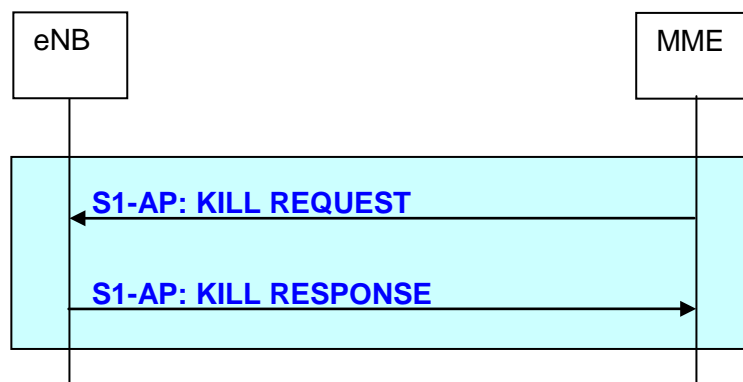 eNB
MME
S1-AP: KILL REQUEST
S1-AP: KILL RESPONSE